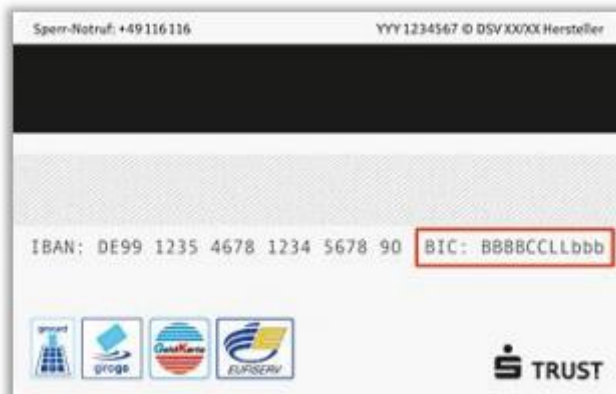 Sperr-Notruf: +49 116 116 YYY 1234567 © DSV XX/XX Hersteller
IBAN: DE99 1235 4678 1234 5678 90 BIC: BBBBCCLLbbb
girocard girogo GeldKarte EUFISERV
TRUST